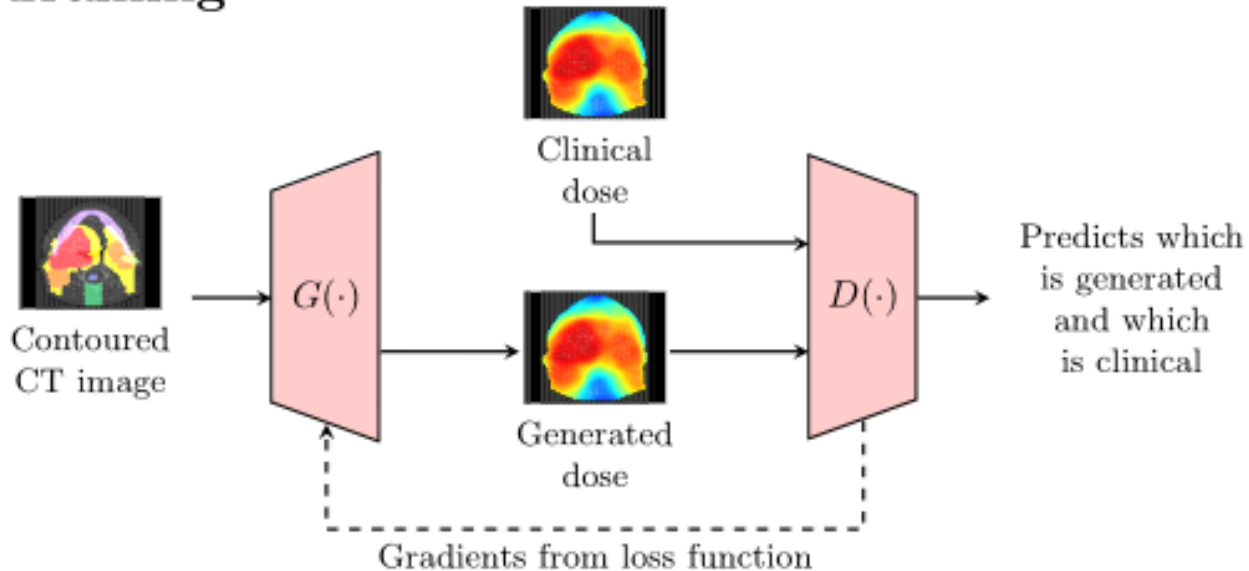 Clinical
dose
Contoured
CT image
G(·)
Generated
dose
D(·)
Predicts which
is generated
and which
is clinical
Gradients from loss function